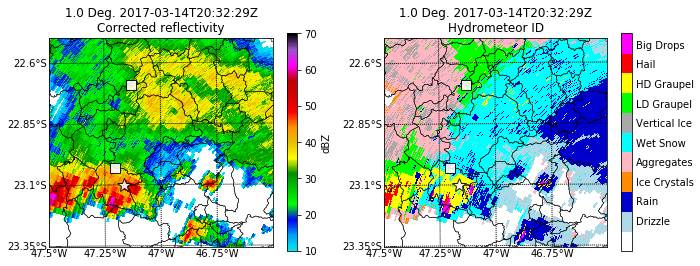 1.0 Deg. 2017-03-14T20:32:29Z
Corrected reflectivity
22.6°S
22.85°S
23.1°S
23.35°S
47.5°W
47.25°W
47°W
46.75°W
70
60
50
40
30
20
10
dBZ
1.0 Deg. 2017-03-14T20:32:29Z
Hydrometeor ID
22.6°S
22.85°S
23.1°S
23.35°S
47.5°W
47.25°W
47°W
46.75°W
Big Drops
Hail
HD Graupel
LD Graupel
Vertical Ice
Wet Snow
Aggregates
Ice Crystals
Rain
Drizzle